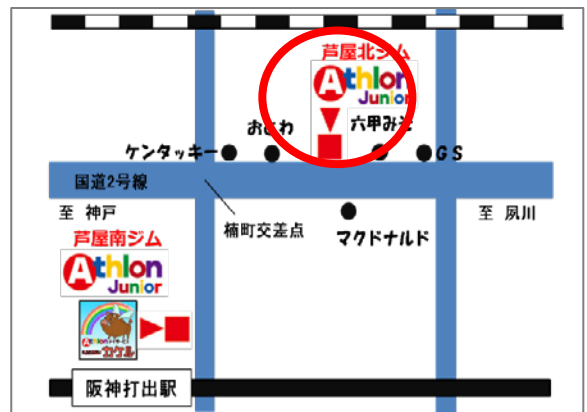 芦屋北ジム
Athlon
Junior
おとわ
六甲みそ
ケンタッキー
GS
国道2号線
至 神戸
楠町交差点
マクドナルド
至 夙川
芦屋南ジム
Athlon
Junior
カケル
阪神打出駅